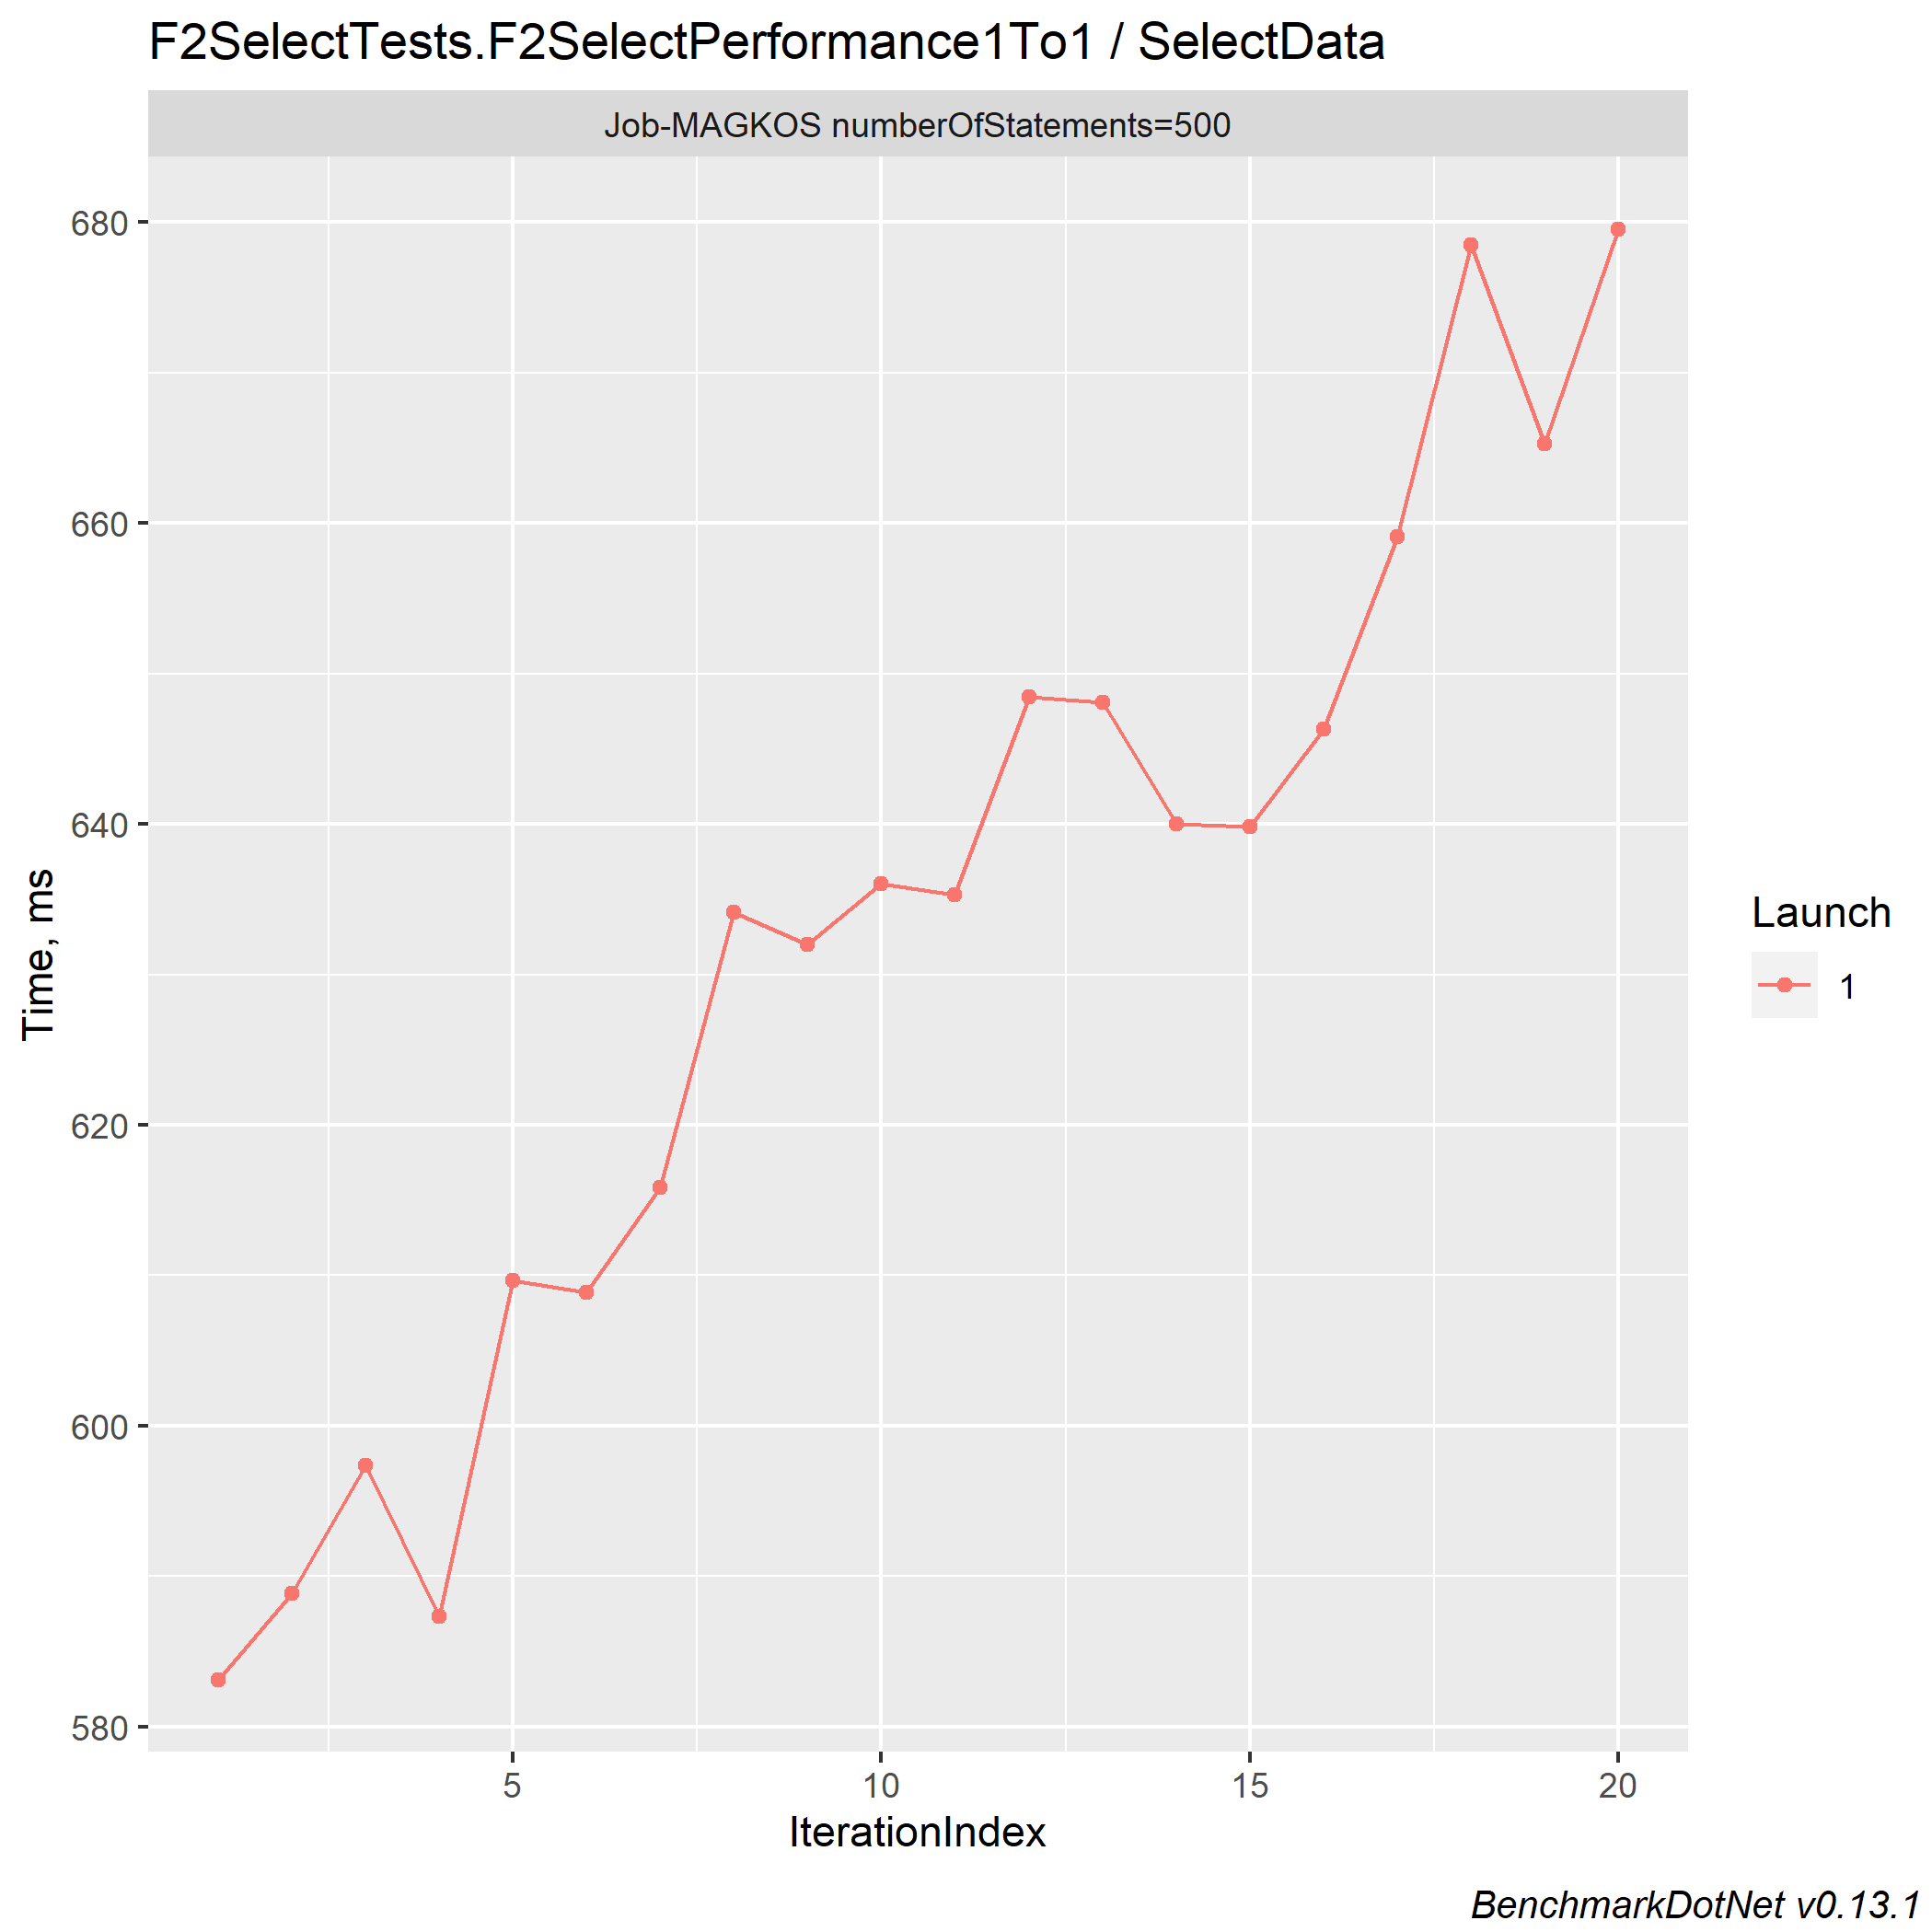 F2SelectTests.F2SelectPerformance1To1 / SelectData
Job-MAGKOS numberOfStatements=500
680
660
640
620
600
580
Time, ms
5 10 15 20
IterationIndex
Launch
1
BenchmarkDotNet v0.13.1